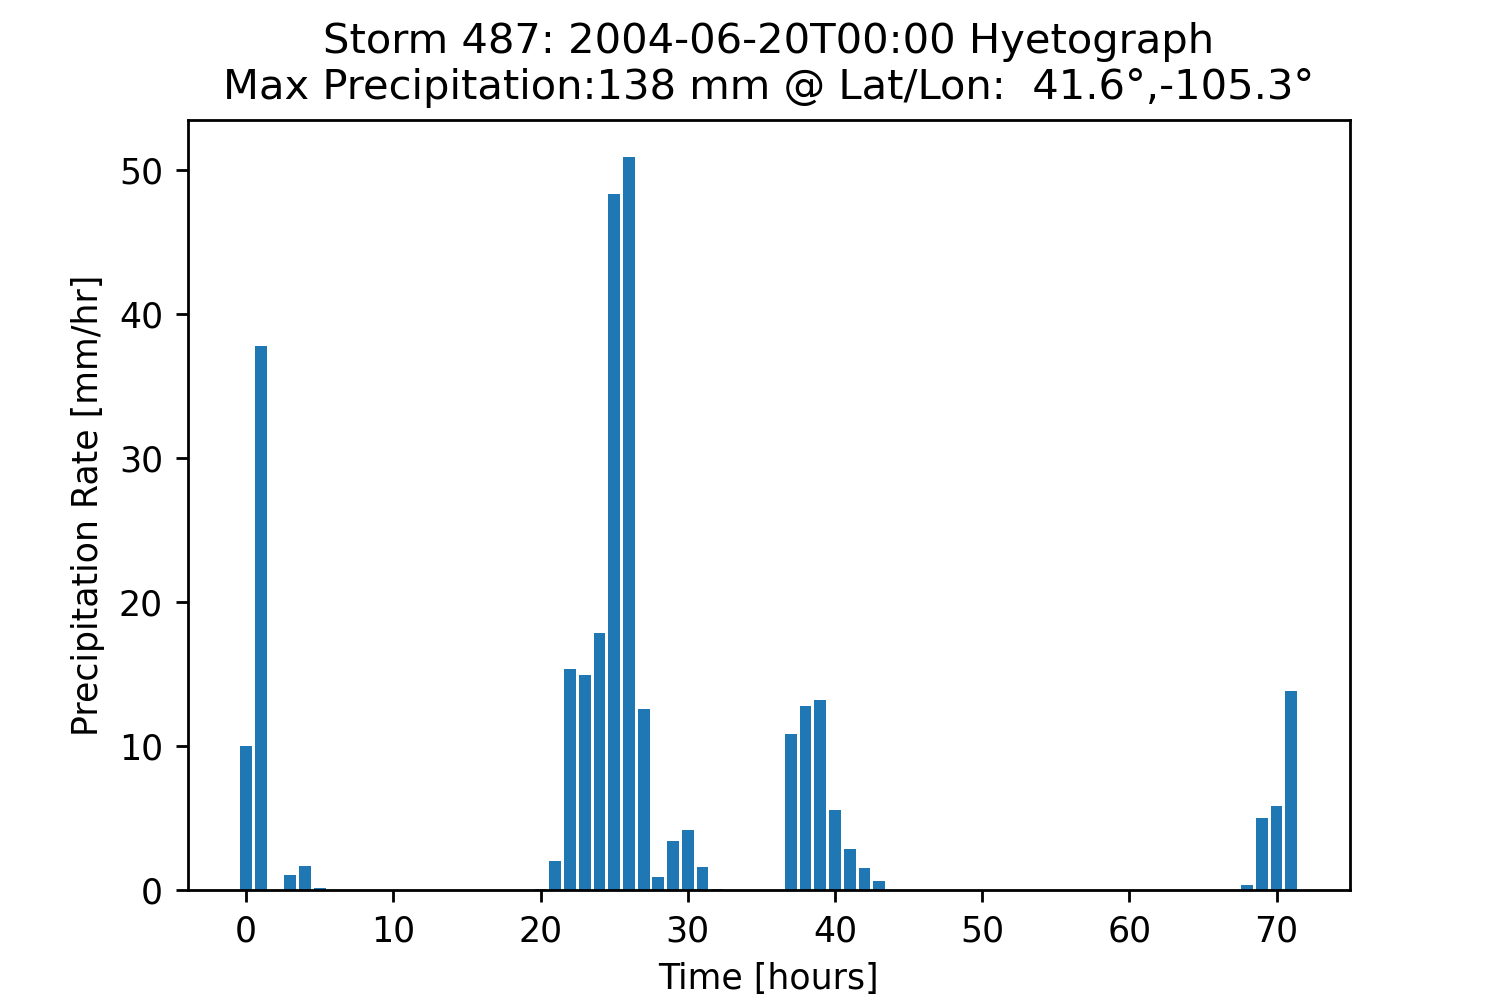 Storm 487: 2004-06-20T00:00 Hyetograph
Max Precipitation:138 mm @ Lat/Lon:  41.6°,-105.3°
50
40
30
20
10
0
Precipitation Rate [mm/hr]
0 10 20 30 40 50 60 70
Time [hours]